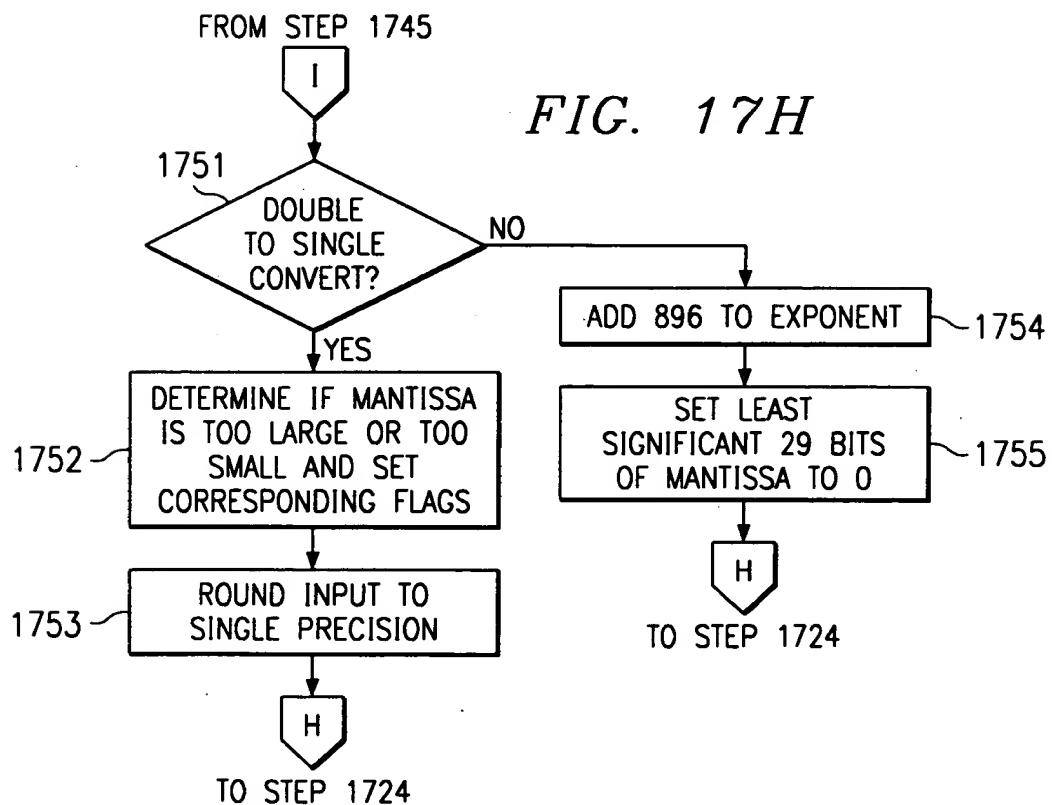 FROM STEP 1745
I
FIG. 17H
1751
DOUBLE
TO SINGLE
CONVERT?
NO
YES
DETERMINE IF MANTISSA
IS TOO LARGE OR TOO
SMALL AND SET
CORRESPONDING FLAGS
1752
ROUND INPUT TO
SINGLE PRECISION
1753
H
TO STEP 1724
ADD 896 TO EXPONENT
1754
SET LEAST
SIGNIFICANT 29 BITS
OF MANTISSA TO 0
1755
H
TO STEP 1724